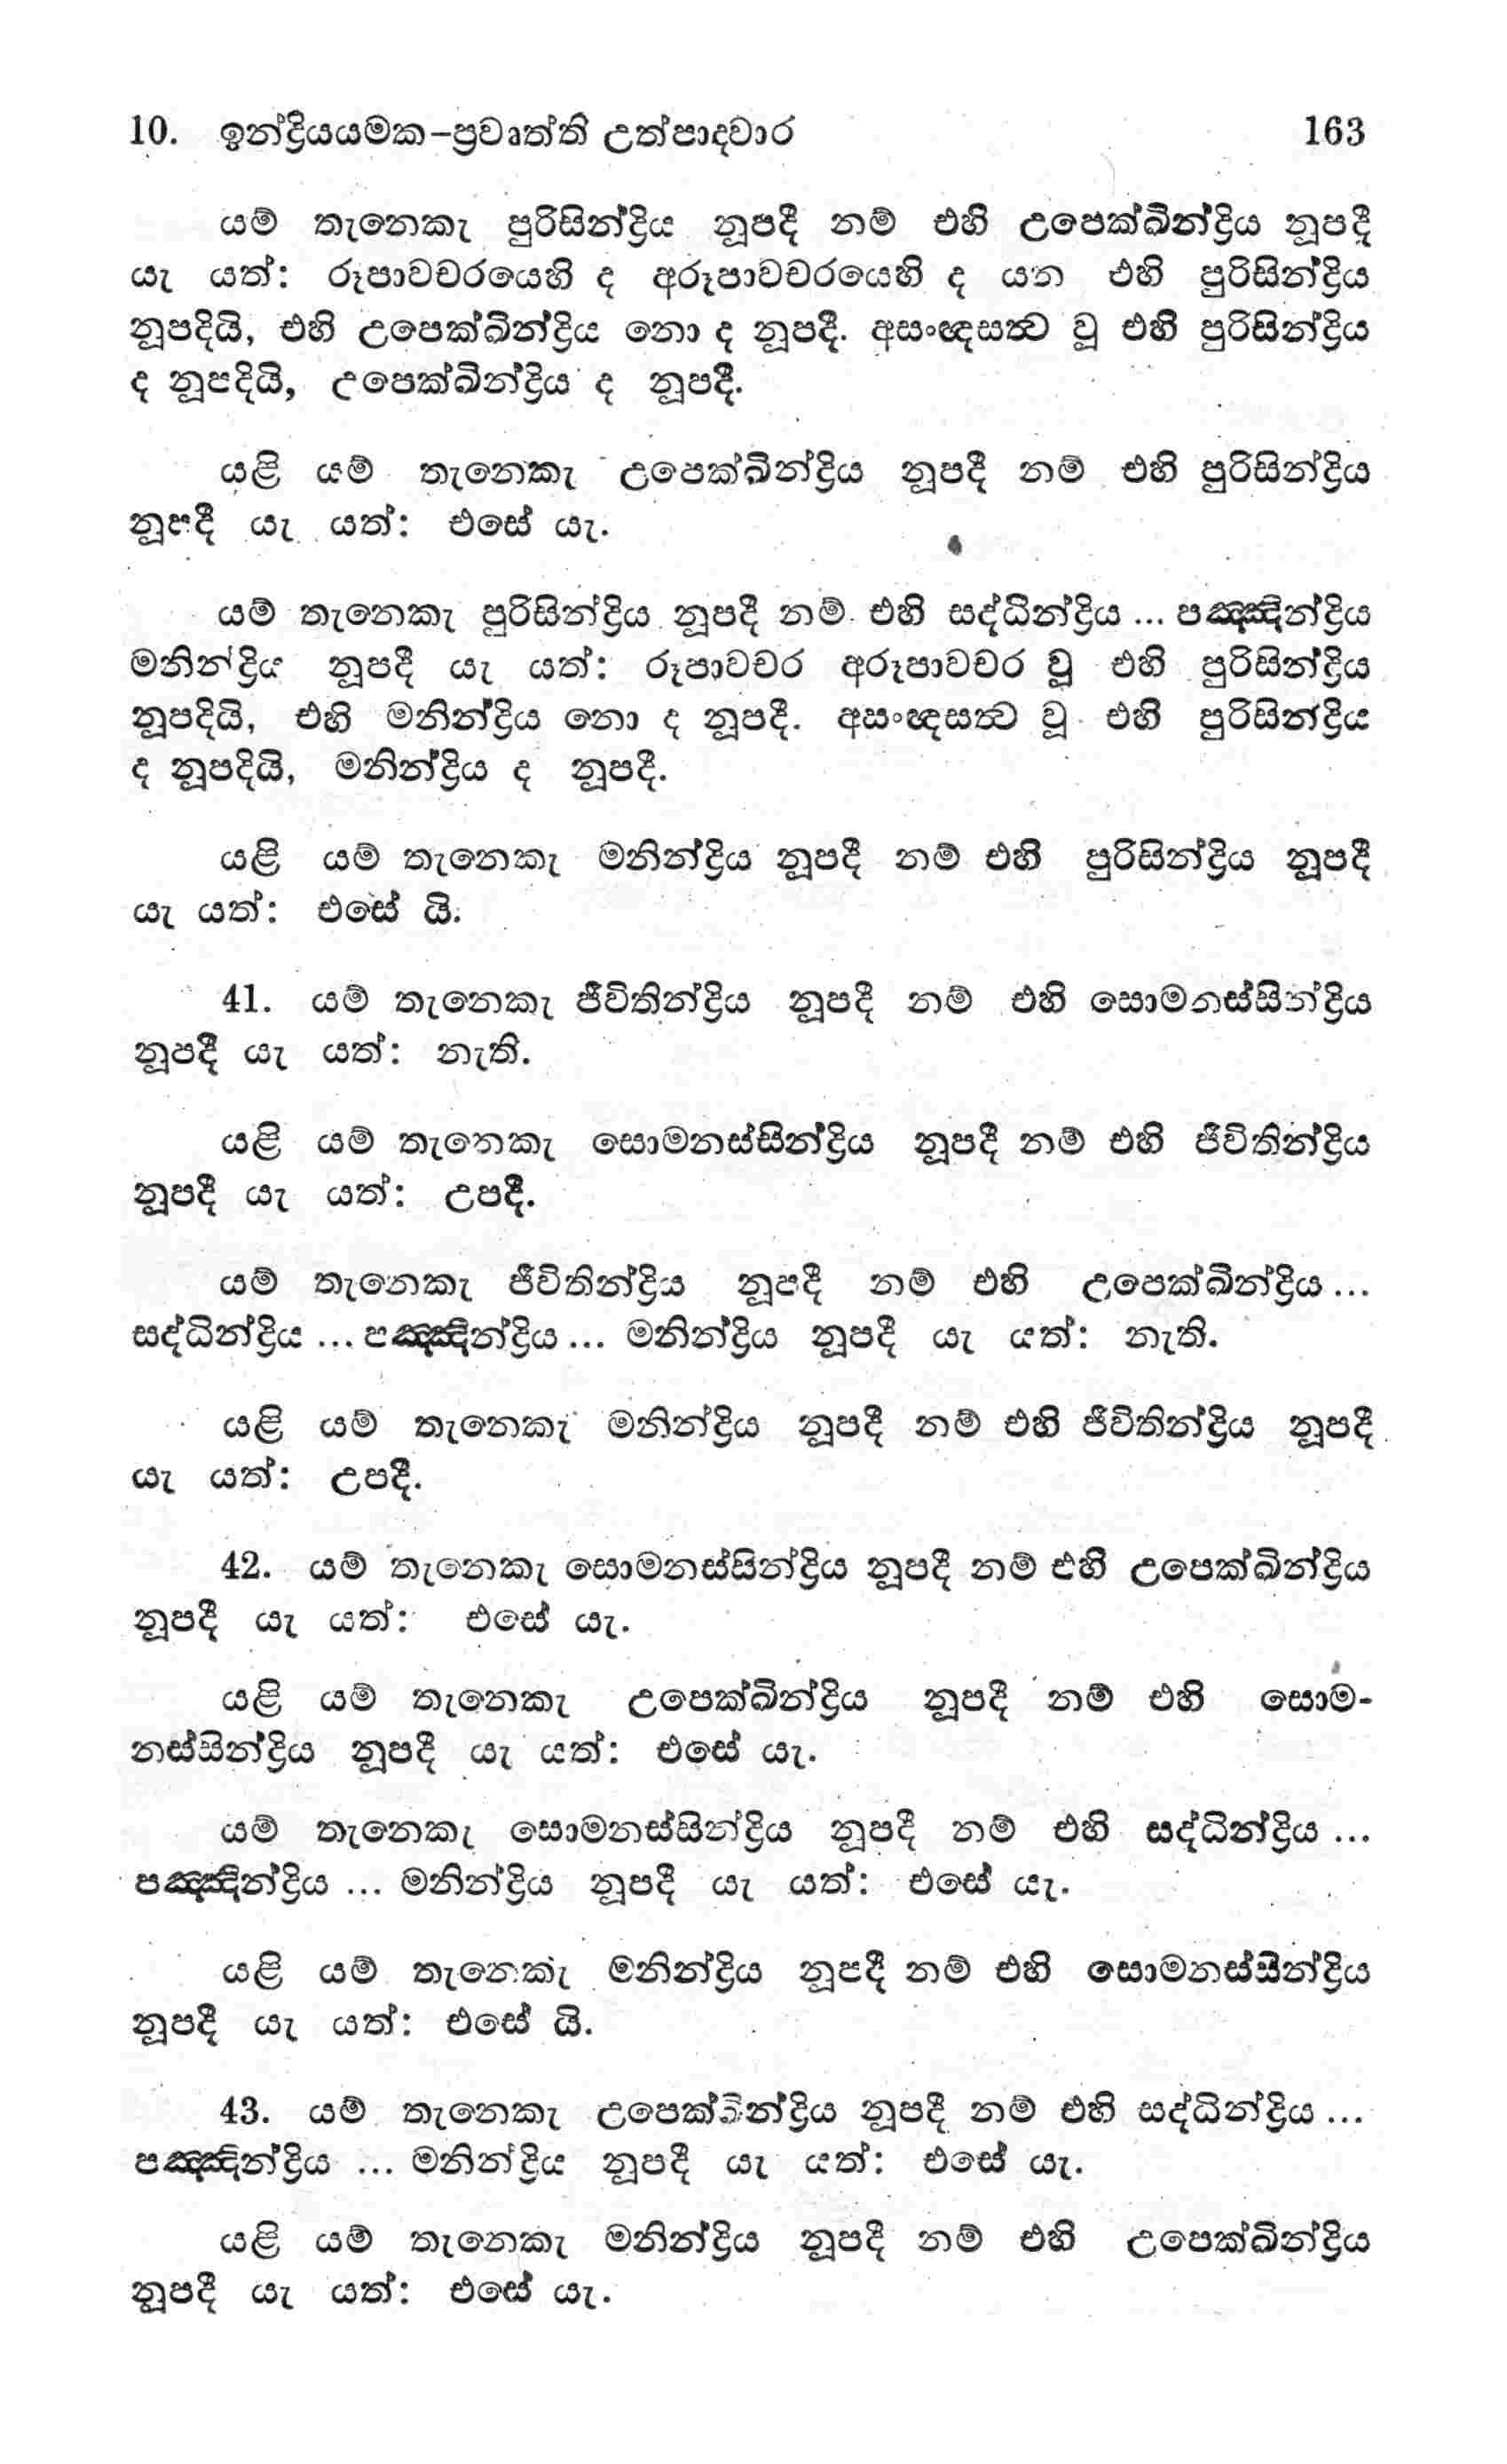 10. ඉන්ද්‍රියයමක-ප්‍රවෘත්ති උත්පාදවාර 163
යම් තැනෙකැ පුරිසින්ද්‍රිය නූපදී නම් එහි උපෙක්ඛින්ද්‍රිය නූපදී
යැ යත්: රූපාවචරයෙහි ද අරූපාවචරයෙහි ද යන එහි පුරිසින්ද්‍රිය
නූපදියි, එහි උපෙක්ඛින්ද්‍රිය නො ද නූපදී. අසංඥසත්‍ව වූ එහි පුරිසින්ද්‍රිය
ද නූපදියි, උපෙක්ඛින්ද්‍රිය ද නූපදී.
යළි යම් තැනෙකැ උපෙක්ඛින්ද්‍රිය නූපදී නම් එහි පුරිසින්ද්‍රිය
නූපදී යැ යත්: එසේ යැ.
යම් තැනෙකැ පුරිසින්ද්‍රිය නූපදී නම් එහි සද්ධින්ද්‍රිය ... පඤ්ඤින්ද්‍රිය
මනින්ද්‍රිය නූපදී යැ යත්: රූපාවචර අරූපාවචර වූ එහි පුරිසින්ද්‍රිය
නූපදියි, එහි මනින්ද්‍රිය නො ද නූපදී. අසංඥසත්‍ව වූ එහි පුරිසින්ද්‍රිය
ද නූපදියි, මනින්ද්‍රිය ද නූපදී.
යළි යම් තැනෙකැ මනින්ද්‍රිය නූපදී නම් එහි පුරිසින්ද්‍රිය නූපදී
යැ යත්: එසේ යි.
41. යම් තැනෙකැ ජීවිතින්ද්‍රිය නූපදී නම් එහි සොමනස්සින්ද්‍රිය
නූපදී යැ යත්: නැති.
යළි යම් තැනෙකැ සොමනස්සින්ද්‍රිය නූපදී නම් එහි ජීවිතින්ද්‍රිය
නූපදී යැ යත්: උපදී.
යම් තැනෙකැ ජීවිතින්ද්‍රිය නූපදී නම් එහි උපෙක්ඛින්ද්‍රිය...
සද්ධින්ද්‍රිය ... පඤ්ඤින්ද්‍රිය... මනින්ද්‍රිය නූපදී යැ යත්: නැති.
යළි යම් තැනෙකැ මනින්ද්‍රිය නූපදී නම් එහි ජීවිතින්ද්‍රිය නූපදී
යැ යත්: උපදී.
42. යම් තැනෙකැ සොමනස්සින්ද්‍රිය නූපදී නම් එහි උපෙක්ඛින්ද්‍රිය
නූපදී යැ යත්: එසේ යැ.
යළි යම් තැනෙකැ උපෙක්ඛින්ද්‍රිය නූපදී නම් එහි සොම-
නස්සින්ද්‍රිය නූපදී යැ යත්: එසේ යැ.
යම් තැනෙකැ සොමනස්සින්ද්‍රිය නූපදී නම් එහි සද්ධින්ද්‍රිය ...
පඤ්ඤින්ද්‍රිය ... මනින්ද්‍රිය නූපදී යැ යත්: එසේ යැ.
යළි යම් තැනෙකැ මනින්ද්‍රිය නූපදී නම් එහි සොමනස්සින්ද්‍රිය
නූපදී යැ යත්: එසේ යි.
43. යම් තැනෙකැ උපෙක්ඛින්ද්‍රිය නූපදී නම් එහි සද්ධින්ද්‍රිය ...
පඤ්ඤින්ද්‍රිය ... මනින්ද්‍රිය නූපදී යැ යත්: එසේ යැ.
යළි යම් තැනෙකැ මනින්ද්‍රිය නූපදී නම් එහි උපෙක්ඛින්ද්‍රිය
නූපදී යැ යත්: එසේ යැ.